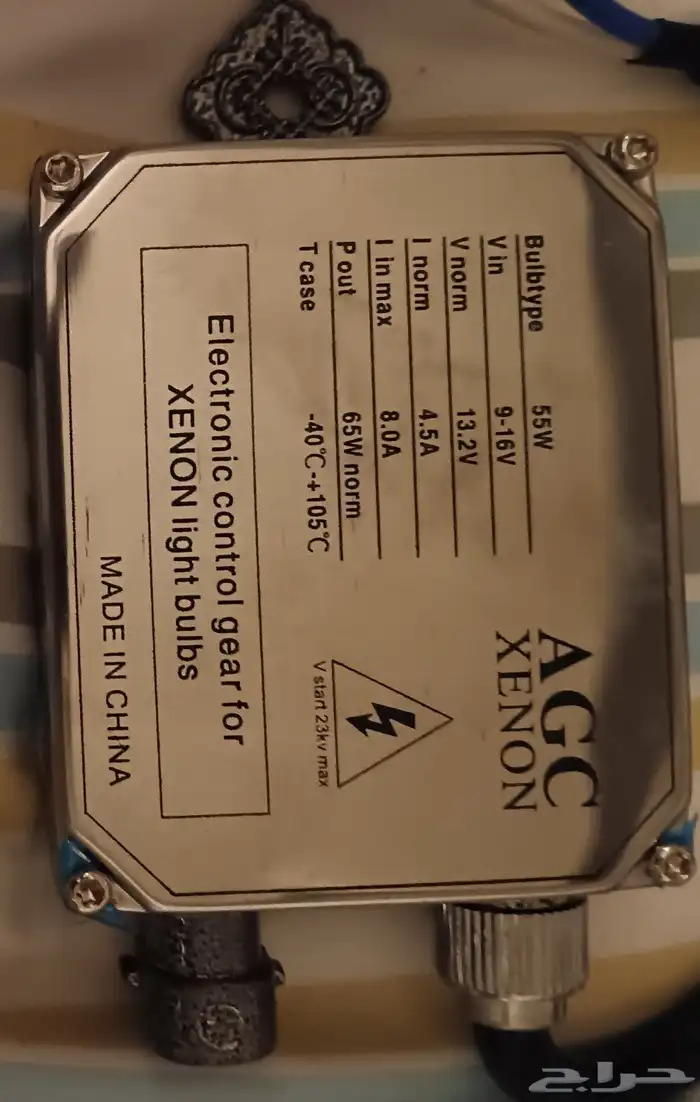 AGC
XENON
Bulbtype 55W
V in 9-16V
V norm 13.2V
I norm 4.5A
I in max 8.0A
P out 65W norm
T case -40℃-+105℃
V start 23kv max
Electronic control gear for
XENON light bulbs
MADE IN CHINA
حراج